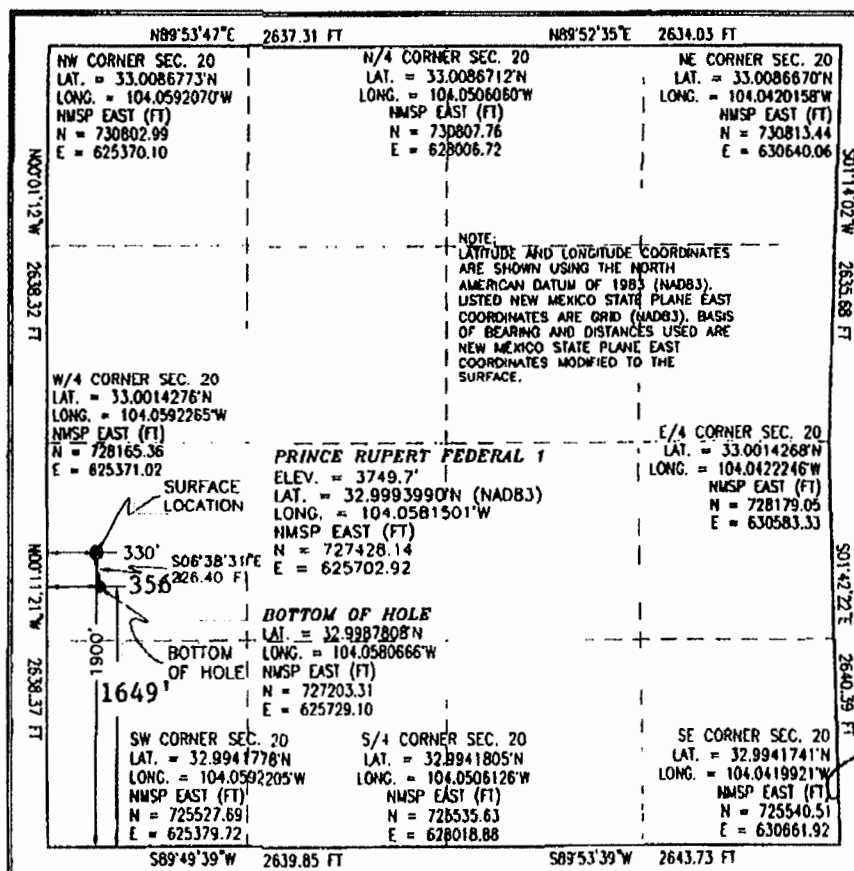 N89°53'47"E 2637.31 FT N89°52'35"E 2634.03 FT
NW CORNER SEC. 20
LAT. = 33.0086773'N
LONG. = 104.0592070'W
NMSP EAST (FT)
N = 730802.99
E = 625370.10
N/4 CORNER SEC. 20
LAT. = 33.0086712'N
LONG. = 104.0506060'W
NMSP EAST (FT)
N = 730807.76
E = 628006.72
NE CORNER SEC. 20
LAT. = 33.0086670'N
LONG. = 104.0420158'W
NMSP EAST (FT)
N = 730813.44
E = 630640.06
N00°01'12"W 2638.32 FT
S01°14'02"W 2635.68 FT
NOTE:
LATITUDE AND LONGITUDE COORDINATES
ARE SHOWN USING THE NORTH
AMERICAN DATUM OF 1983 (NAD83).
LISTED NEW MEXICO STATE PLANE EAST
COORDINATES ARE GRID (NAD83). BASIS
OF BEARING AND DISTANCES USED ARE
NEW MEXICO STATE PLANE EAST
COORDINATES MODIFIED TO THE
SURFACE.
W/4 CORNER SEC. 20
LAT. = 33.0014276'N
LONG. = 104.0592265'W
NMSP EAST (FT)
N = 728165.36
E = 625371.02
E/4 CORNER SEC. 20
LAT. = 33.0014268'N
LONG. = 104.0422246'W
NMSP EAST (FT)
N = 728179.05
E = 630583.33
PRINCE RUPERT FEDERAL 1
ELEV. = 3749.7'
LAT. = 32.9993990'N (NAD83)
LONG. = 104.0581501'W
NMSP EAST (FT)
N = 727428.14
E = 625702.92
SURFACE
LOCATION
330'
S06°38'31"E
226.40 F
356
BOTTOM OF HOLE
LAT. = 32.9987808'N
LONG. = 104.0580666'W
NMSP EAST (FT)
N = 727203.31
E = 625729.10
BOTTOM
OF HOLE
1900'
1649'
N00°11'21"W 2638.37 FT
S01°42'22"E 2640.39 FT
SW CORNER SEC. 20
LAT. = 32.9941778'N
LONG. = 104.0592205'W
NMSP EAST (FT)
N = 725527.69
E = 625379.72
S/4 CORNER SEC. 20
LAT. = 32.9941805'N
LONG. = 104.0506126'W
NMSP EAST (FT)
N = 725535.63
E = 628018.88
SE CORNER SEC. 20
LAT. = 32.9941741'N
LONG. = 104.0419921'W
NMSP EAST (FT)
N = 725540.51
E = 630661.92
S89°49'39"W 2639.85 FT S89°53'39"W 2643.73 FT